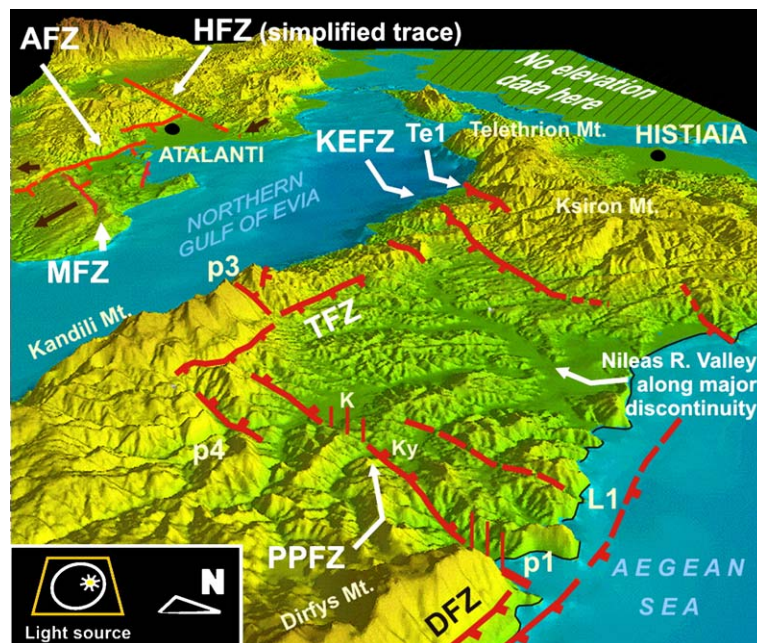 HFZ (simplified trace)
AFZ
No elevation
data here
KEFZ
Te1
Telethrion Mt.
HISTIAIA
ATALANTI
NORTHERN
GULF OF EVIA
Ksiron Mt.
MFZ
p3
TFZ
Kandili Mt.
Nileas R. Valley
along major
discontinuity
K
p4
Ky
L1
PPFZ
p1
AEGEAN
SEA
Dirfys Mt.
DFZ
N
Light source